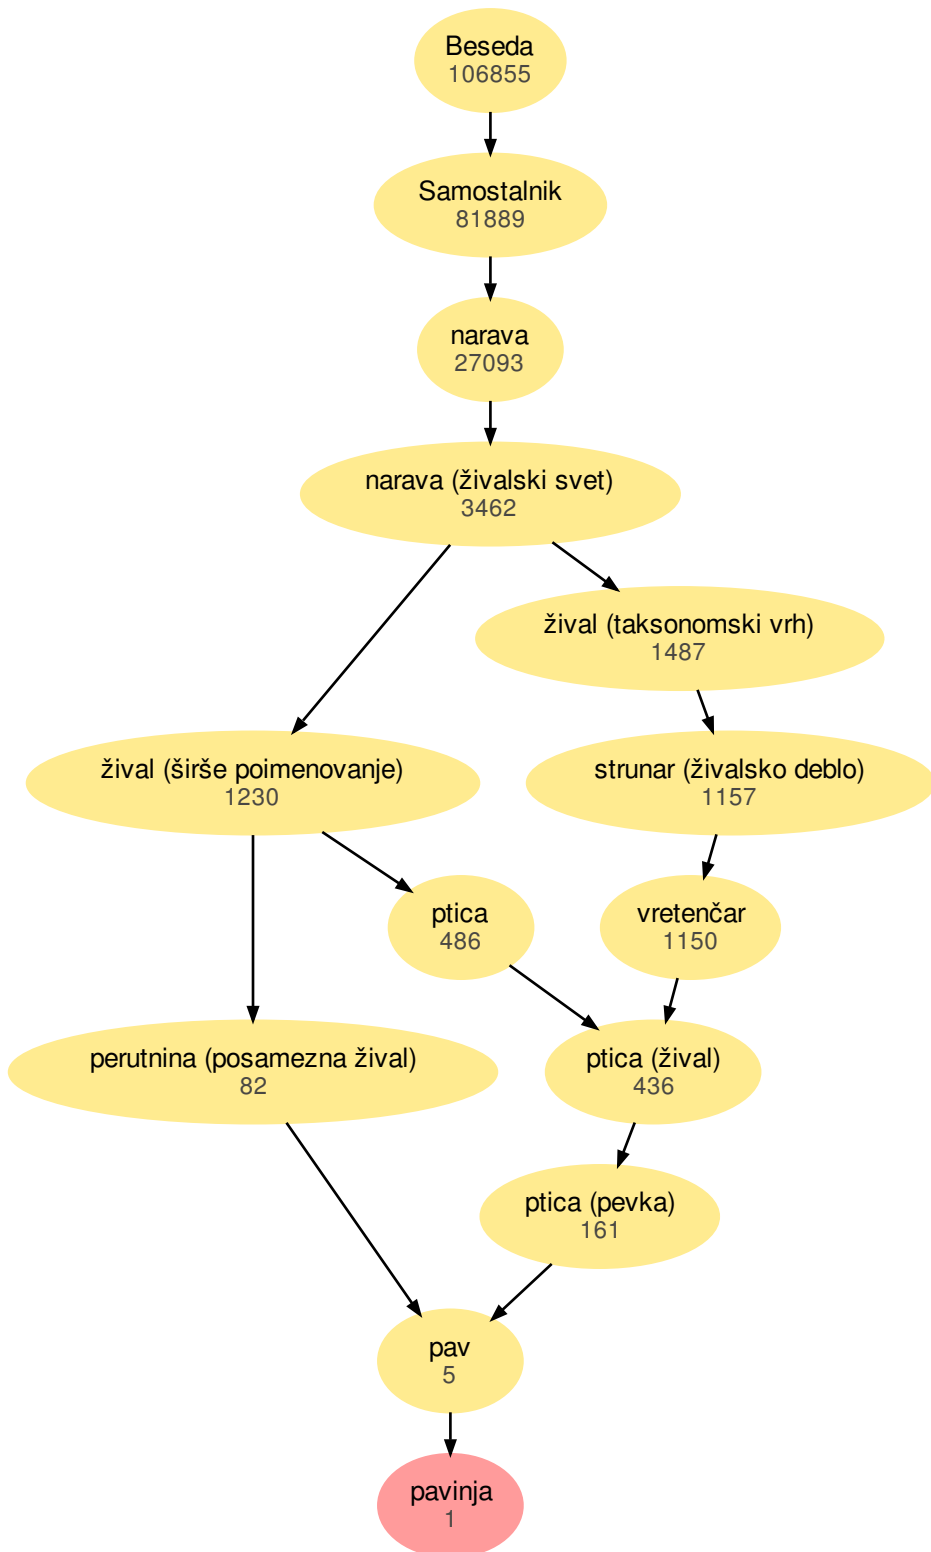 Beseda
106855
Samostalnik
81889
narava
27093
narava (živalski svet)
3462
žival (taksonomski vrh)
1487
žival (širše poimenovanje)
1230
strunar (živalsko deblo)
1157
ptica
486
vretenčar
1150
perutnina (posamezna žival)
82
ptica (žival)
436
ptica (pevka)
161
pav
5
pavinja
1